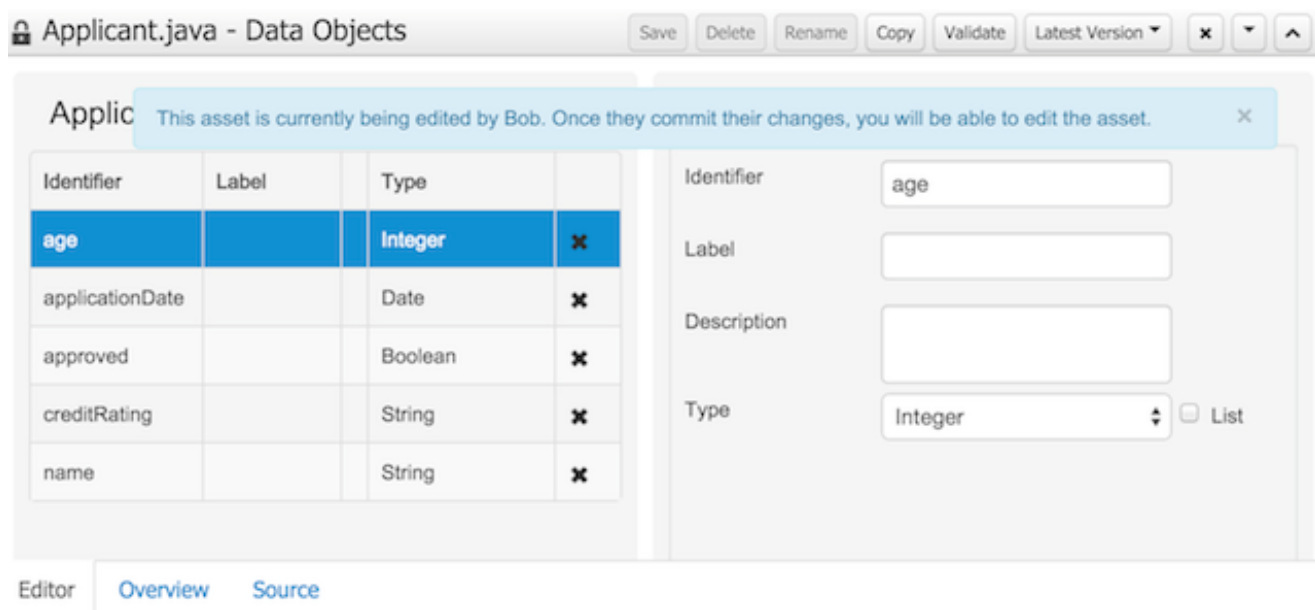 Applicant.java - Data Objects
Save Delete Rename Copy Validate Latest Version
Applic
This asset is currently being edited by Bob. Once they commit their changes, you will be able to edit the asset.
Identifier Label Type
age Integer
applicationDate Date
approved Boolean
creditRating String
name String
Identifier age
Label
Description
Type Integer List
Editor Overview Source